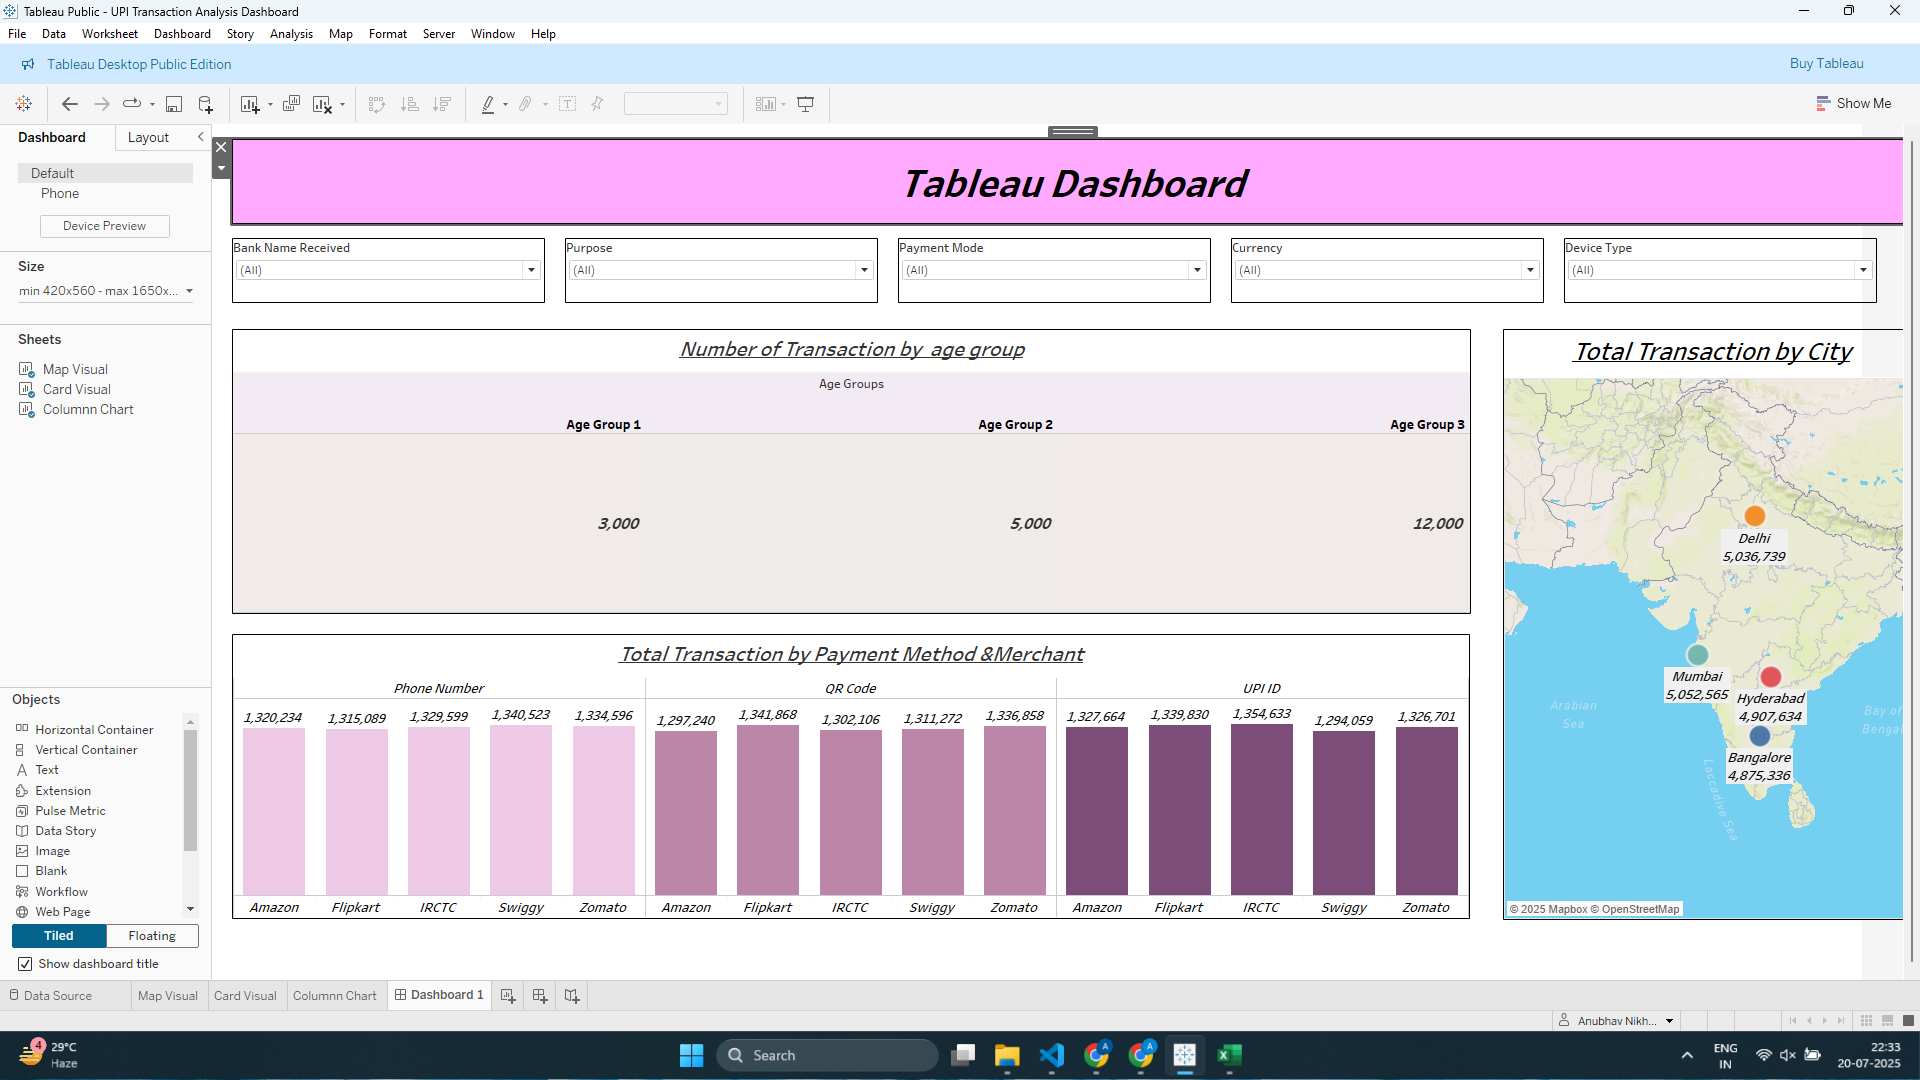 Tableau Public - UPI Transaction Analysis Dashboard
File Data Worksheet Dashboard Story Analysis Map Format Server Window Help
Tableau Desktop Public Edition
Buy Tableau
Show Me
Dashboard Layout
Default
Phone
Device Preview
Size
min 420x560 - max 1650x...
Sheets
Map Visual
Card Visual
Columnn Chart
Objects
Horizontal Container
Vertical Container
Text
Extension
Pulse Metric
Data Story
Image
Blank
Workflow
Web Page
Tiled Floating
Show dashboard title
Tableau Dashboard
Bank Name Received Purpose Payment Mode Currency Device Type
(All) (All) (All) (All) (All)
Number of Transaction by age group
Age Groups
Age Group 1 Age Group 2 Age Group 3
3,000 5,000 12,000
Total Transaction by Payment Method &Merchant
Phone Number QR Code UPI ID
1,320,234 1,315,089 1,329,599 1,340,523 1,334,596 1,297,240 1,341,868 1,302,106 1,311,272 1,336,858 1,327,664 1,339,830 1,354,633 1,294,059 1,326,701
Amazon Flipkart IRCTC Swiggy Zomato Amazon Flipkart IRCTC Swiggy Zomato Amazon Flipkart IRCTC Swiggy Zomato
Total Transaction by City
Delhi
5,036,739
Mumbai
5,052,565
Hyderabad
4,907,634
Bangalore
4,875,336
Arabian
Sea
Bay of
Bengal
Laccadive Sea
© 2025 Mapbox © OpenStreetMap
Data Source Map Visual Card Visual Columnn Chart Dashboard 1
Anubhav Nikh...
4
29°C
Haze
Search
A
A
ENG
IN
22:33
20-07-2025